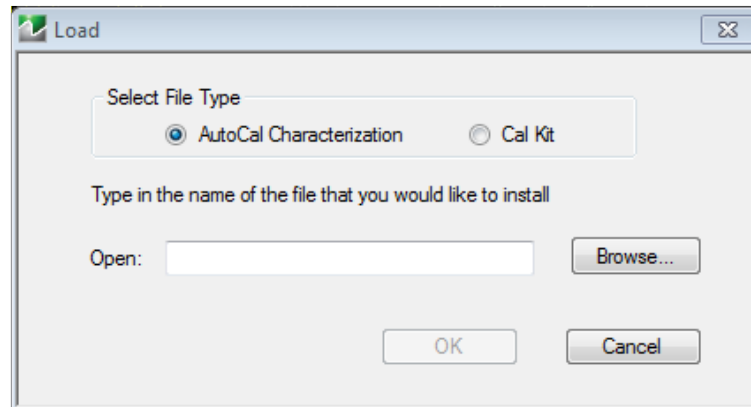 Load
Select File Type
AutoCal Characterization Cal Kit
Type in the name of the file that you would like to install
Open: Browse...
OK Cancel